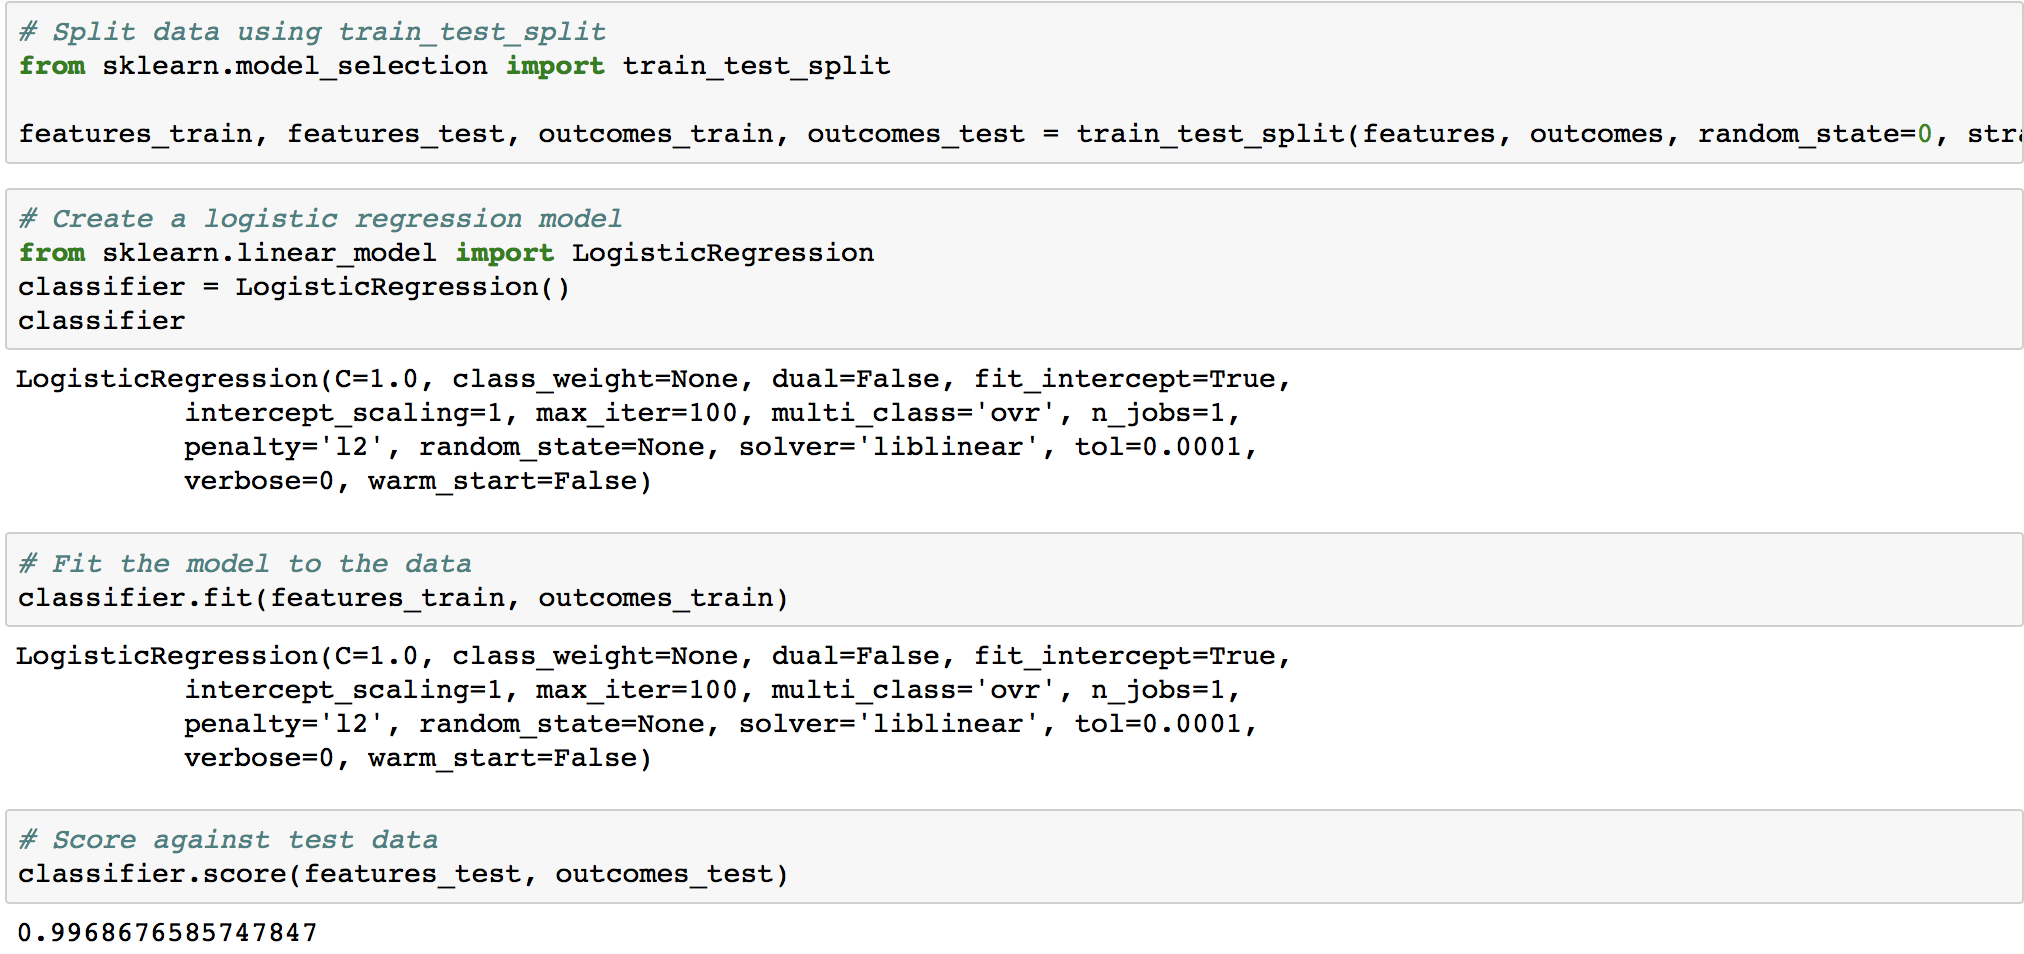 # Split data using train_test_split
from sklearn.model_selection import train_test_split
features_train, features_test, outcomes_train, outcomes_test = train_test_split(features, outcomes, random_state=0,
# Create a logistic regression model
from sklearn.linear_model import LogisticRegression
classifier = LogisticRegression()
classifier
LogisticRegression(C=1.0, class_weight=None, dual=False, fit_intercept=True,
intercept_scaling=1, max_iter=100, multi_class='ovr', n_jobs=1,
penalty='l2', random_state=None, solver='liblinear', tol=0.0001,
verbose=0, warm_start=False)
# Fit the model to the data
classifier.fit(features_train, outcomes_train)
LogisticRegression(C=1.0, class_weight=None, dual=False, fit_intercept=True,
intercept_scaling=1, max_iter=100, multi_class='ovr', n_jobs=1,
penalty='l2', random_state=None, solver='liblinear', tol=0.0001,
verbose=0, warm_start=False)
# Score against test data
classifier.score(features_test, outcomes_test)
0.9968676585747847